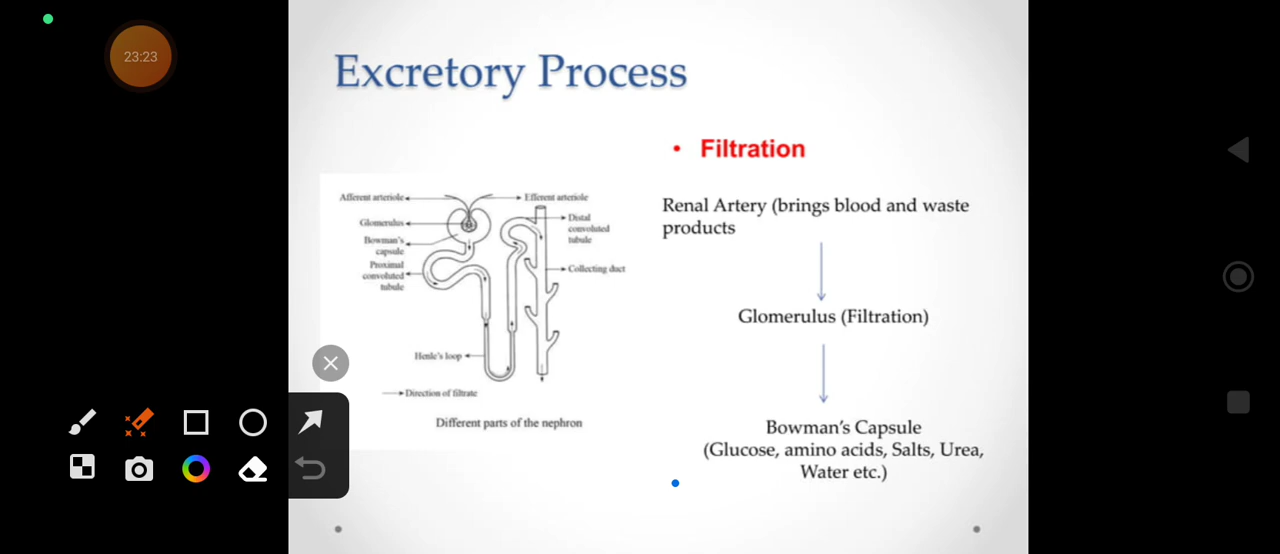 23:23
Excretory Process
• Filtration
Afferent arteriole
Efferent arteriole
Glomerulus
Distal
convoluted
tubule
Bowman's
capsule
Proximal
convoluted
tubule
Collecting duct
Henle's loop
Direction of filtrate
Different parts of the nephron
Renal Artery (brings blood and waste
products
Glomerulus (Filtration)
Bowman's Capsule
(Glucose, amino acids, Salts, Urea,
Water etc.)